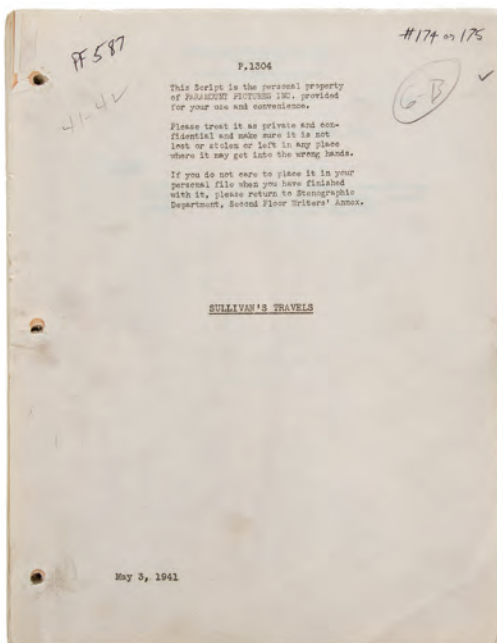 #174 or 175
PF 587
P.1304
6-B
41-42
This Script is the personal property
of PARAMOUNT PICTURES INC. provided
for your use and convenience.
Please treat it as private and con-
fidential and make sure it is not
lost or stolen or left in any place
where it may get into the wrong hands.
If you do not care to place it in your
personal file when you have finished
with it, please return to Stenographic
Department, Second Floor Writers' Annex.
SULLIVAN'S TRAVELS
May 3, 1941